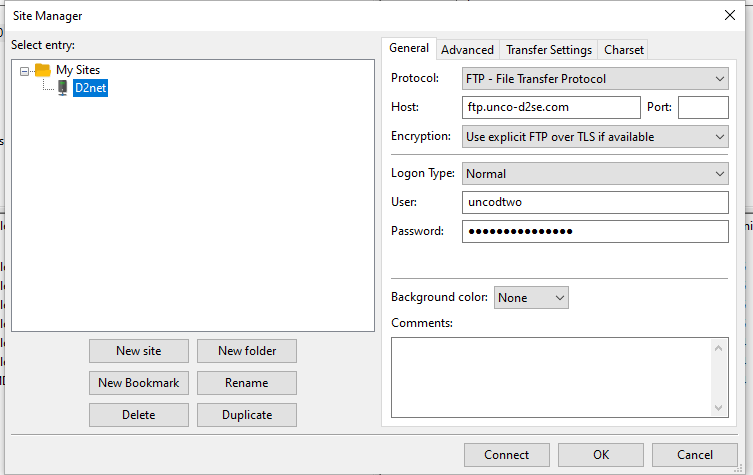 Site Manager
Select entry:
My Sites
D2net
New site
New folder
New Bookmark
Rename
Delete
Duplicate
General
Advanced
Transfer Settings
Charset
Protocol:
FTP - File Transfer Protocol
Host:
ftp.unco-d2se.com
Port:
Encryption:
Use explicit FTP over TLS if available
Logon Type:
Normal
User:
uncodtwo
Password:
●●●●●●●●●●●●●●●
Background color:
None
Comments:
Connect
OK
Cancel